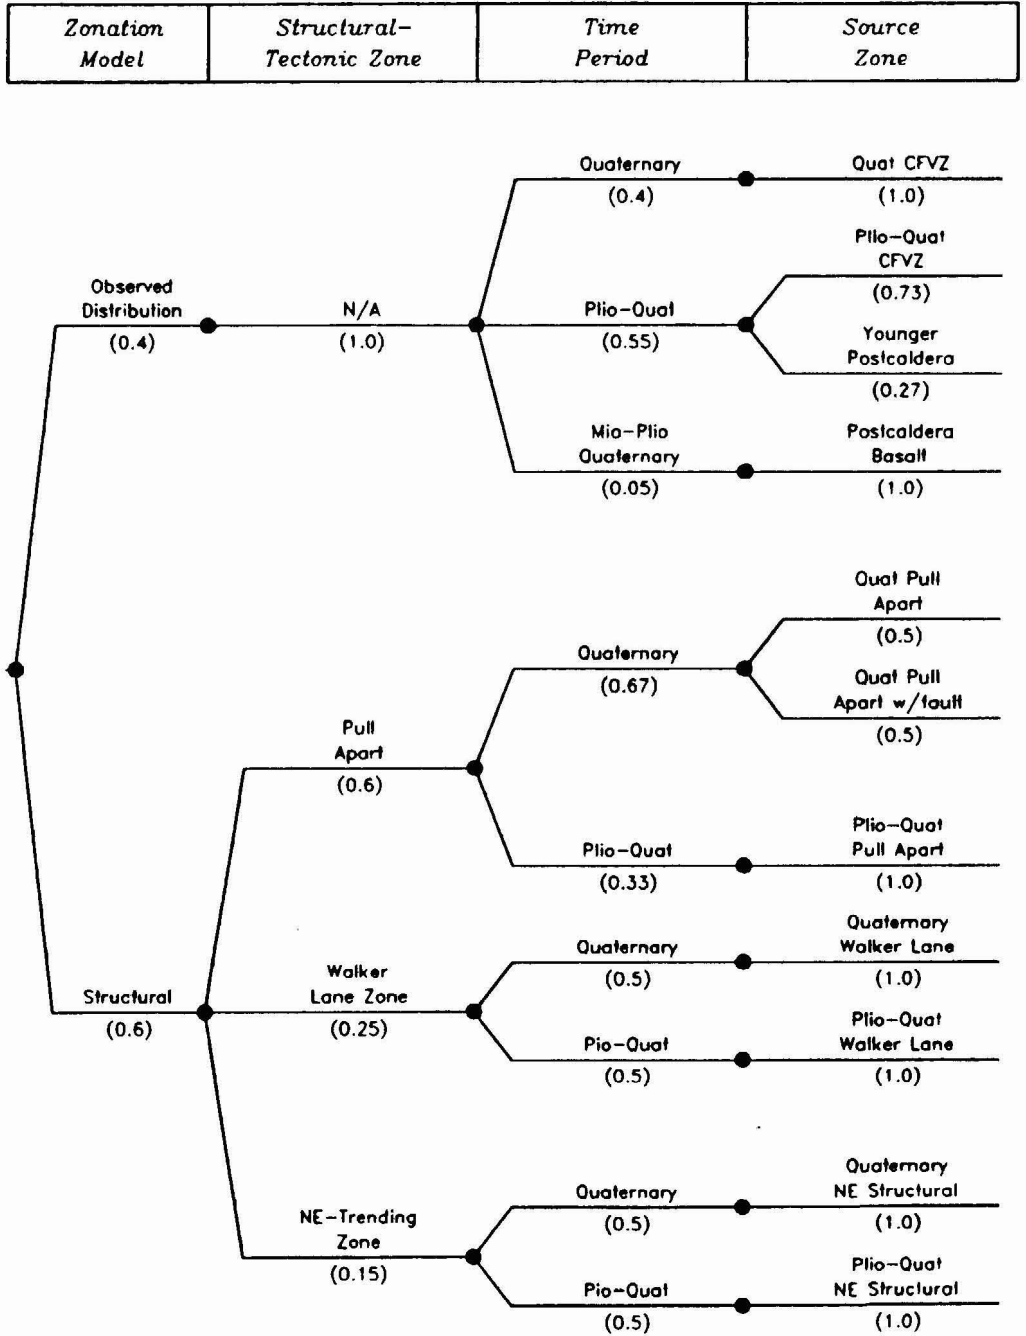 Zonation
Model
Structural-
Tectonic Zone
Time
Period
Source
Zone
Quaternary
(0.4)
Quat CFVZ
(1.0)
Plio-Quat
CFVZ
(0.73)
Observed
Distribution
(0.4)
N/A
(1.0)
Plio-Quat
(0.55)
Younger
Postcaldera
(0.27)
Mio-Plio
Quaternary
(0.05)
Postcaldera
Basalt
(1.0)
Quat Pull
Apart
(0.5)
Quaternary
(0.67)
Quat Pull
Apart w/fault
(0.5)
Pull
Apart
(0.6)
Plio-Quat
(0.33)
Plio-Quat
Pull Apart
(1.0)
Quaternary
(0.5)
Quaternary
Walker Lane
(1.0)
Structural
(0.6)
Walker
Lane Zone
(0.25)
Pio-Quat
(0.5)
Plio-Quat
Walker Lane
(1.0)
Quaternary
(0.5)
Quaternary
NE Structural
(1.0)
NE-Trending
Zone
(0.15)
Pio-Quat
(0.5)
Plio-Quat
NE Structural
(1.0)